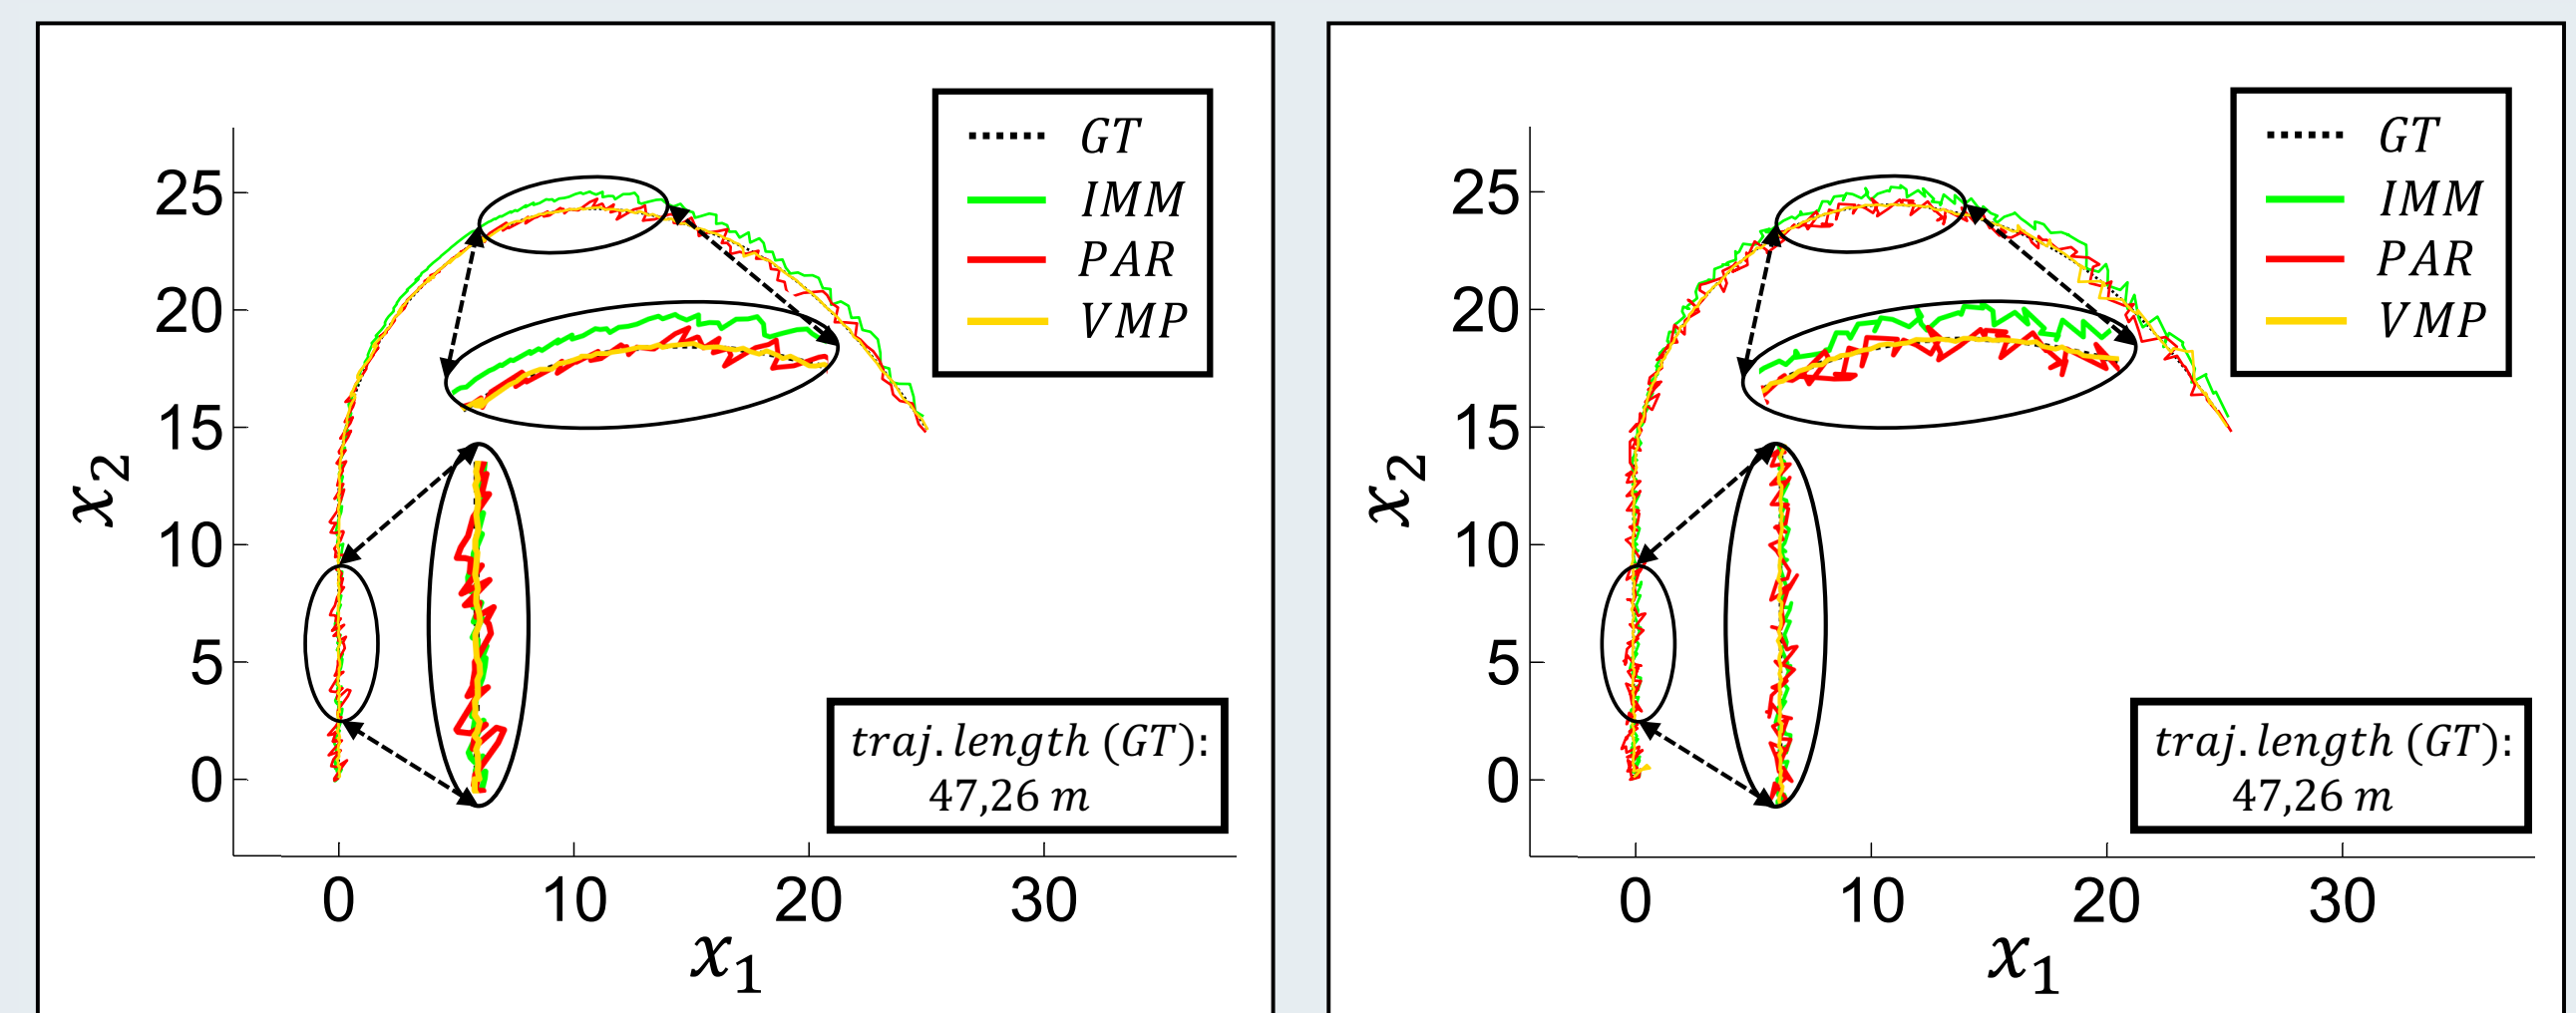 GT
IMM
PAR
VMP
25
20
15
10
5
0
x2
traj. length (GT):
47,26 m
0 10 20 30
x1
GT
IMM
PAR
VMP
25
20
15
10
5
0
x2
traj. length (GT):
47,26 m
0 10 20 30
x1